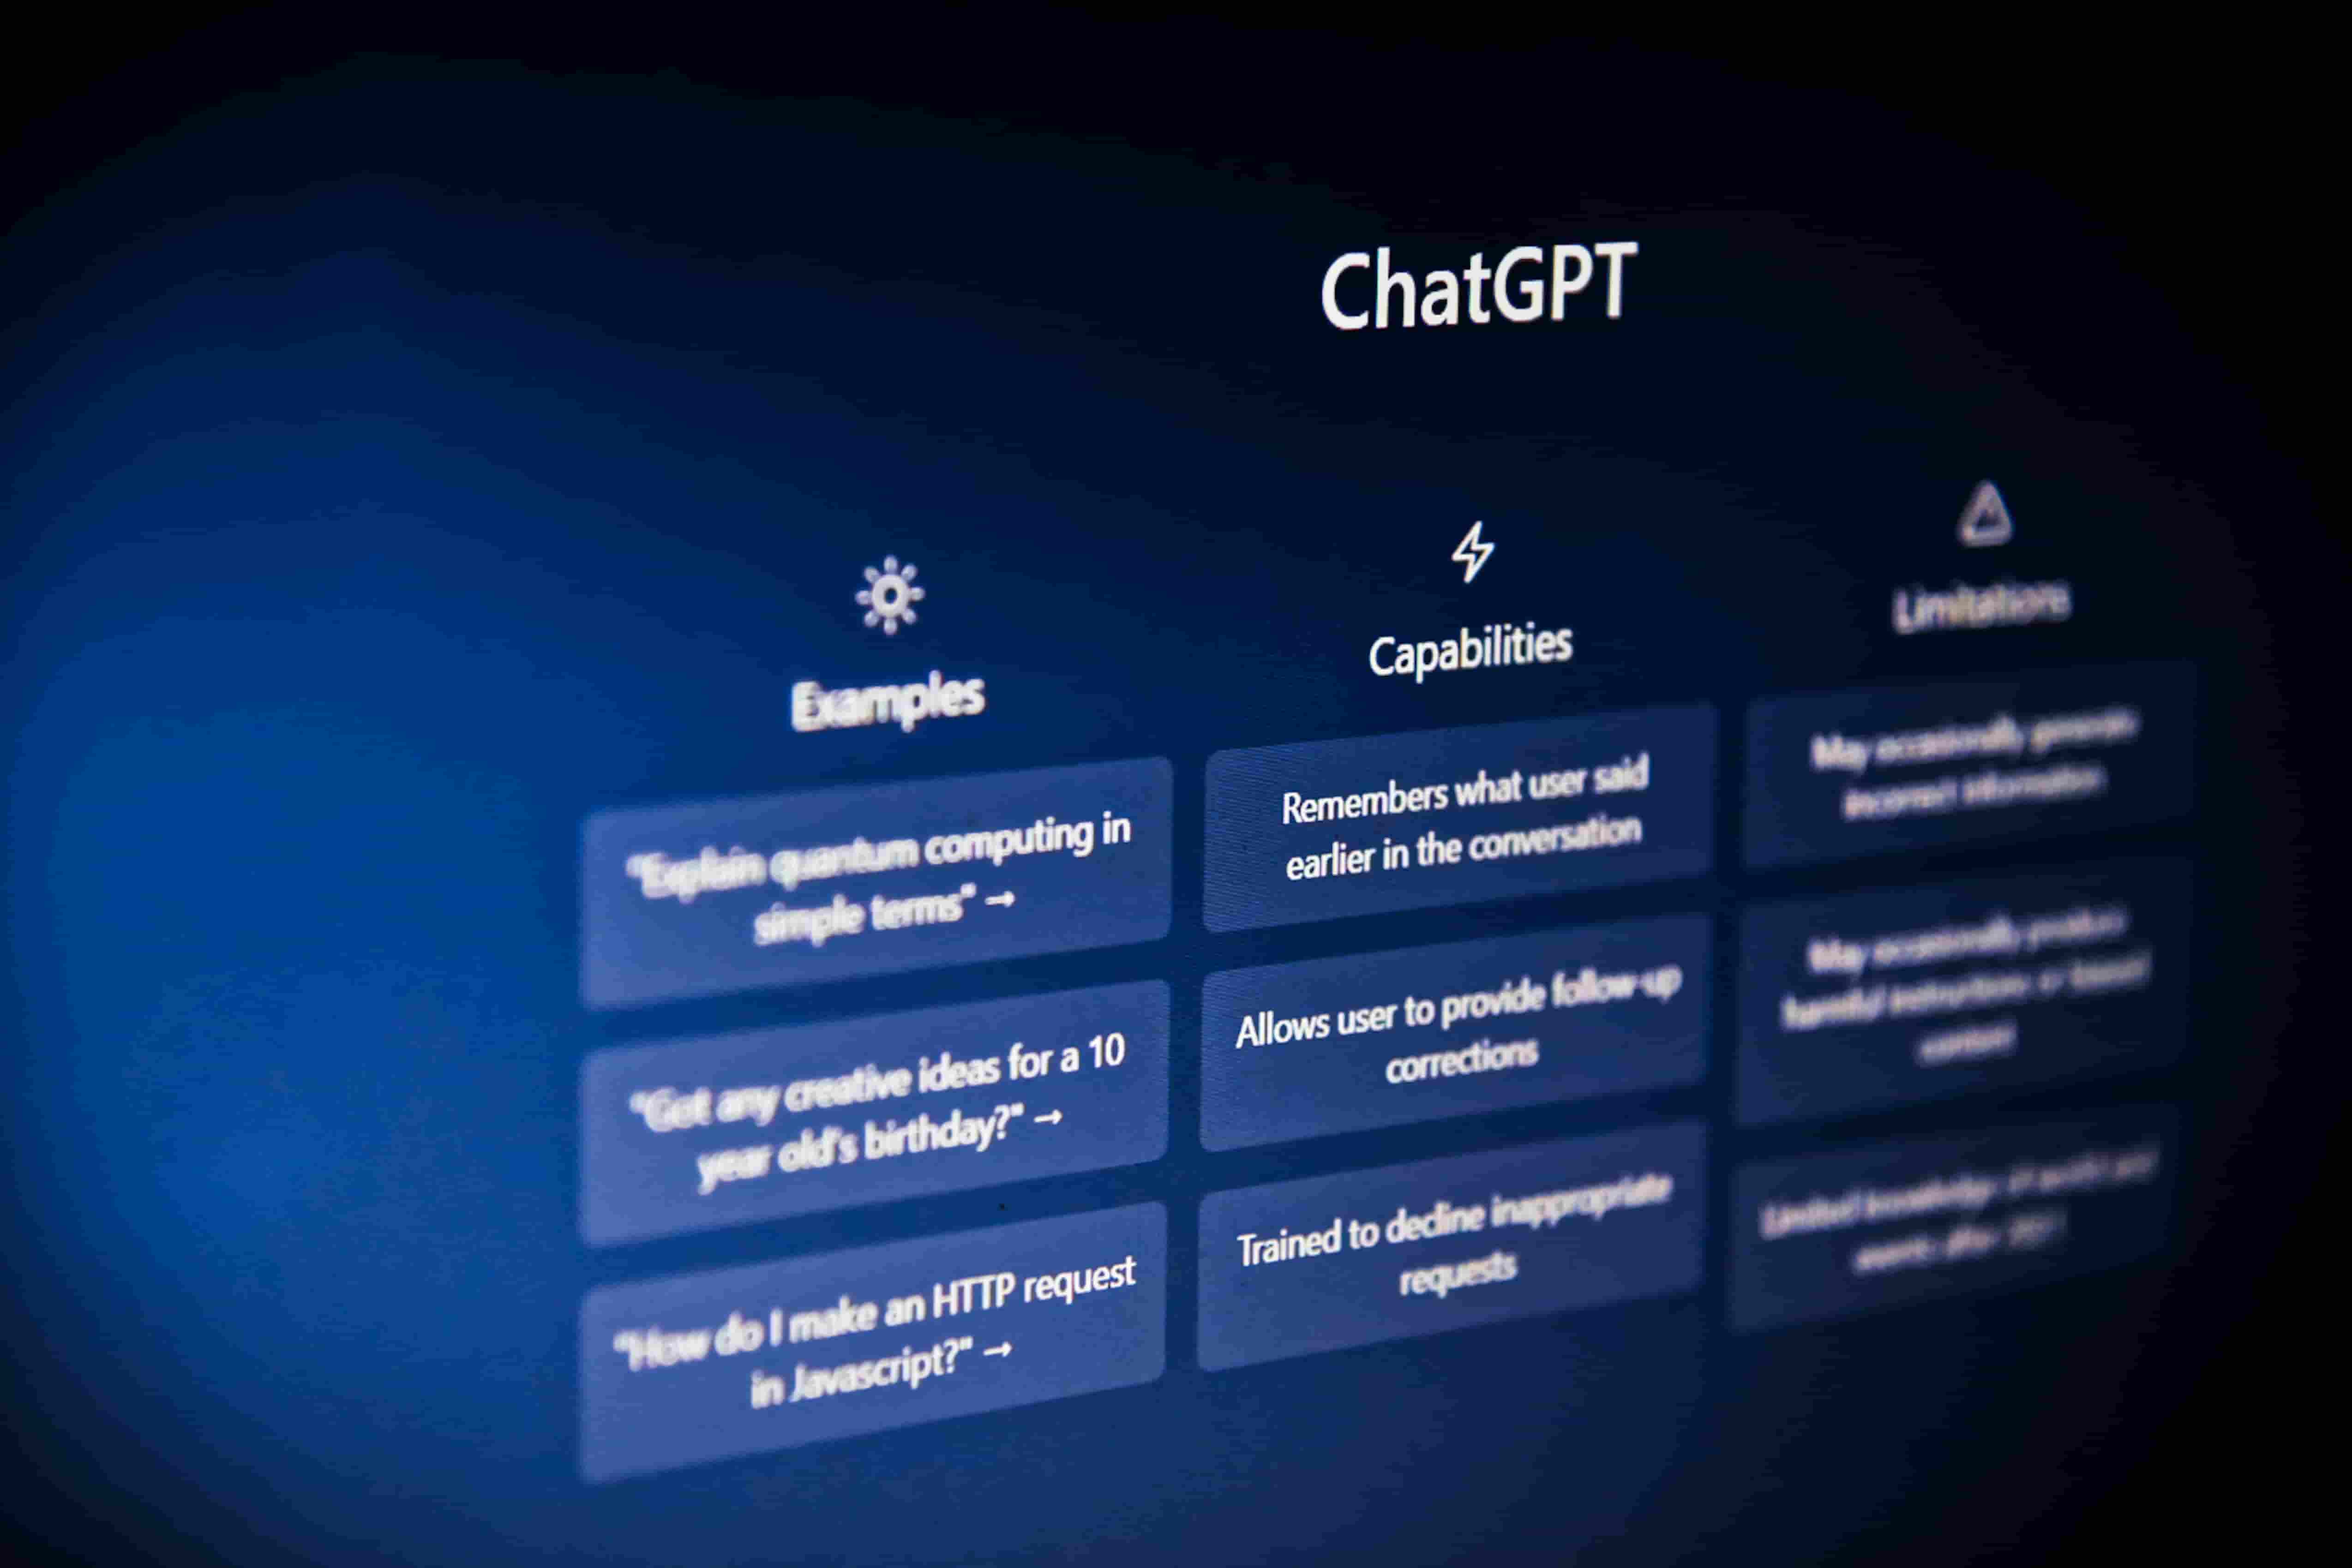 ChatGPT
Examples
"Explain quantum computing in
simple terms" →
"Got any creative ideas for a 10
year old's birthday?" →
"How do I make an HTTP request
in Javascript?" →
Capabilities
Remembers what user said
earlier in the conversation
Allows user to provide follow-up
corrections
Trained to decline inappropriate
requests
Limitations
May occasionally generate
incorrect information
May occasionally produce
harmful instructions or biased
content
Limited knowledge of world and
events after